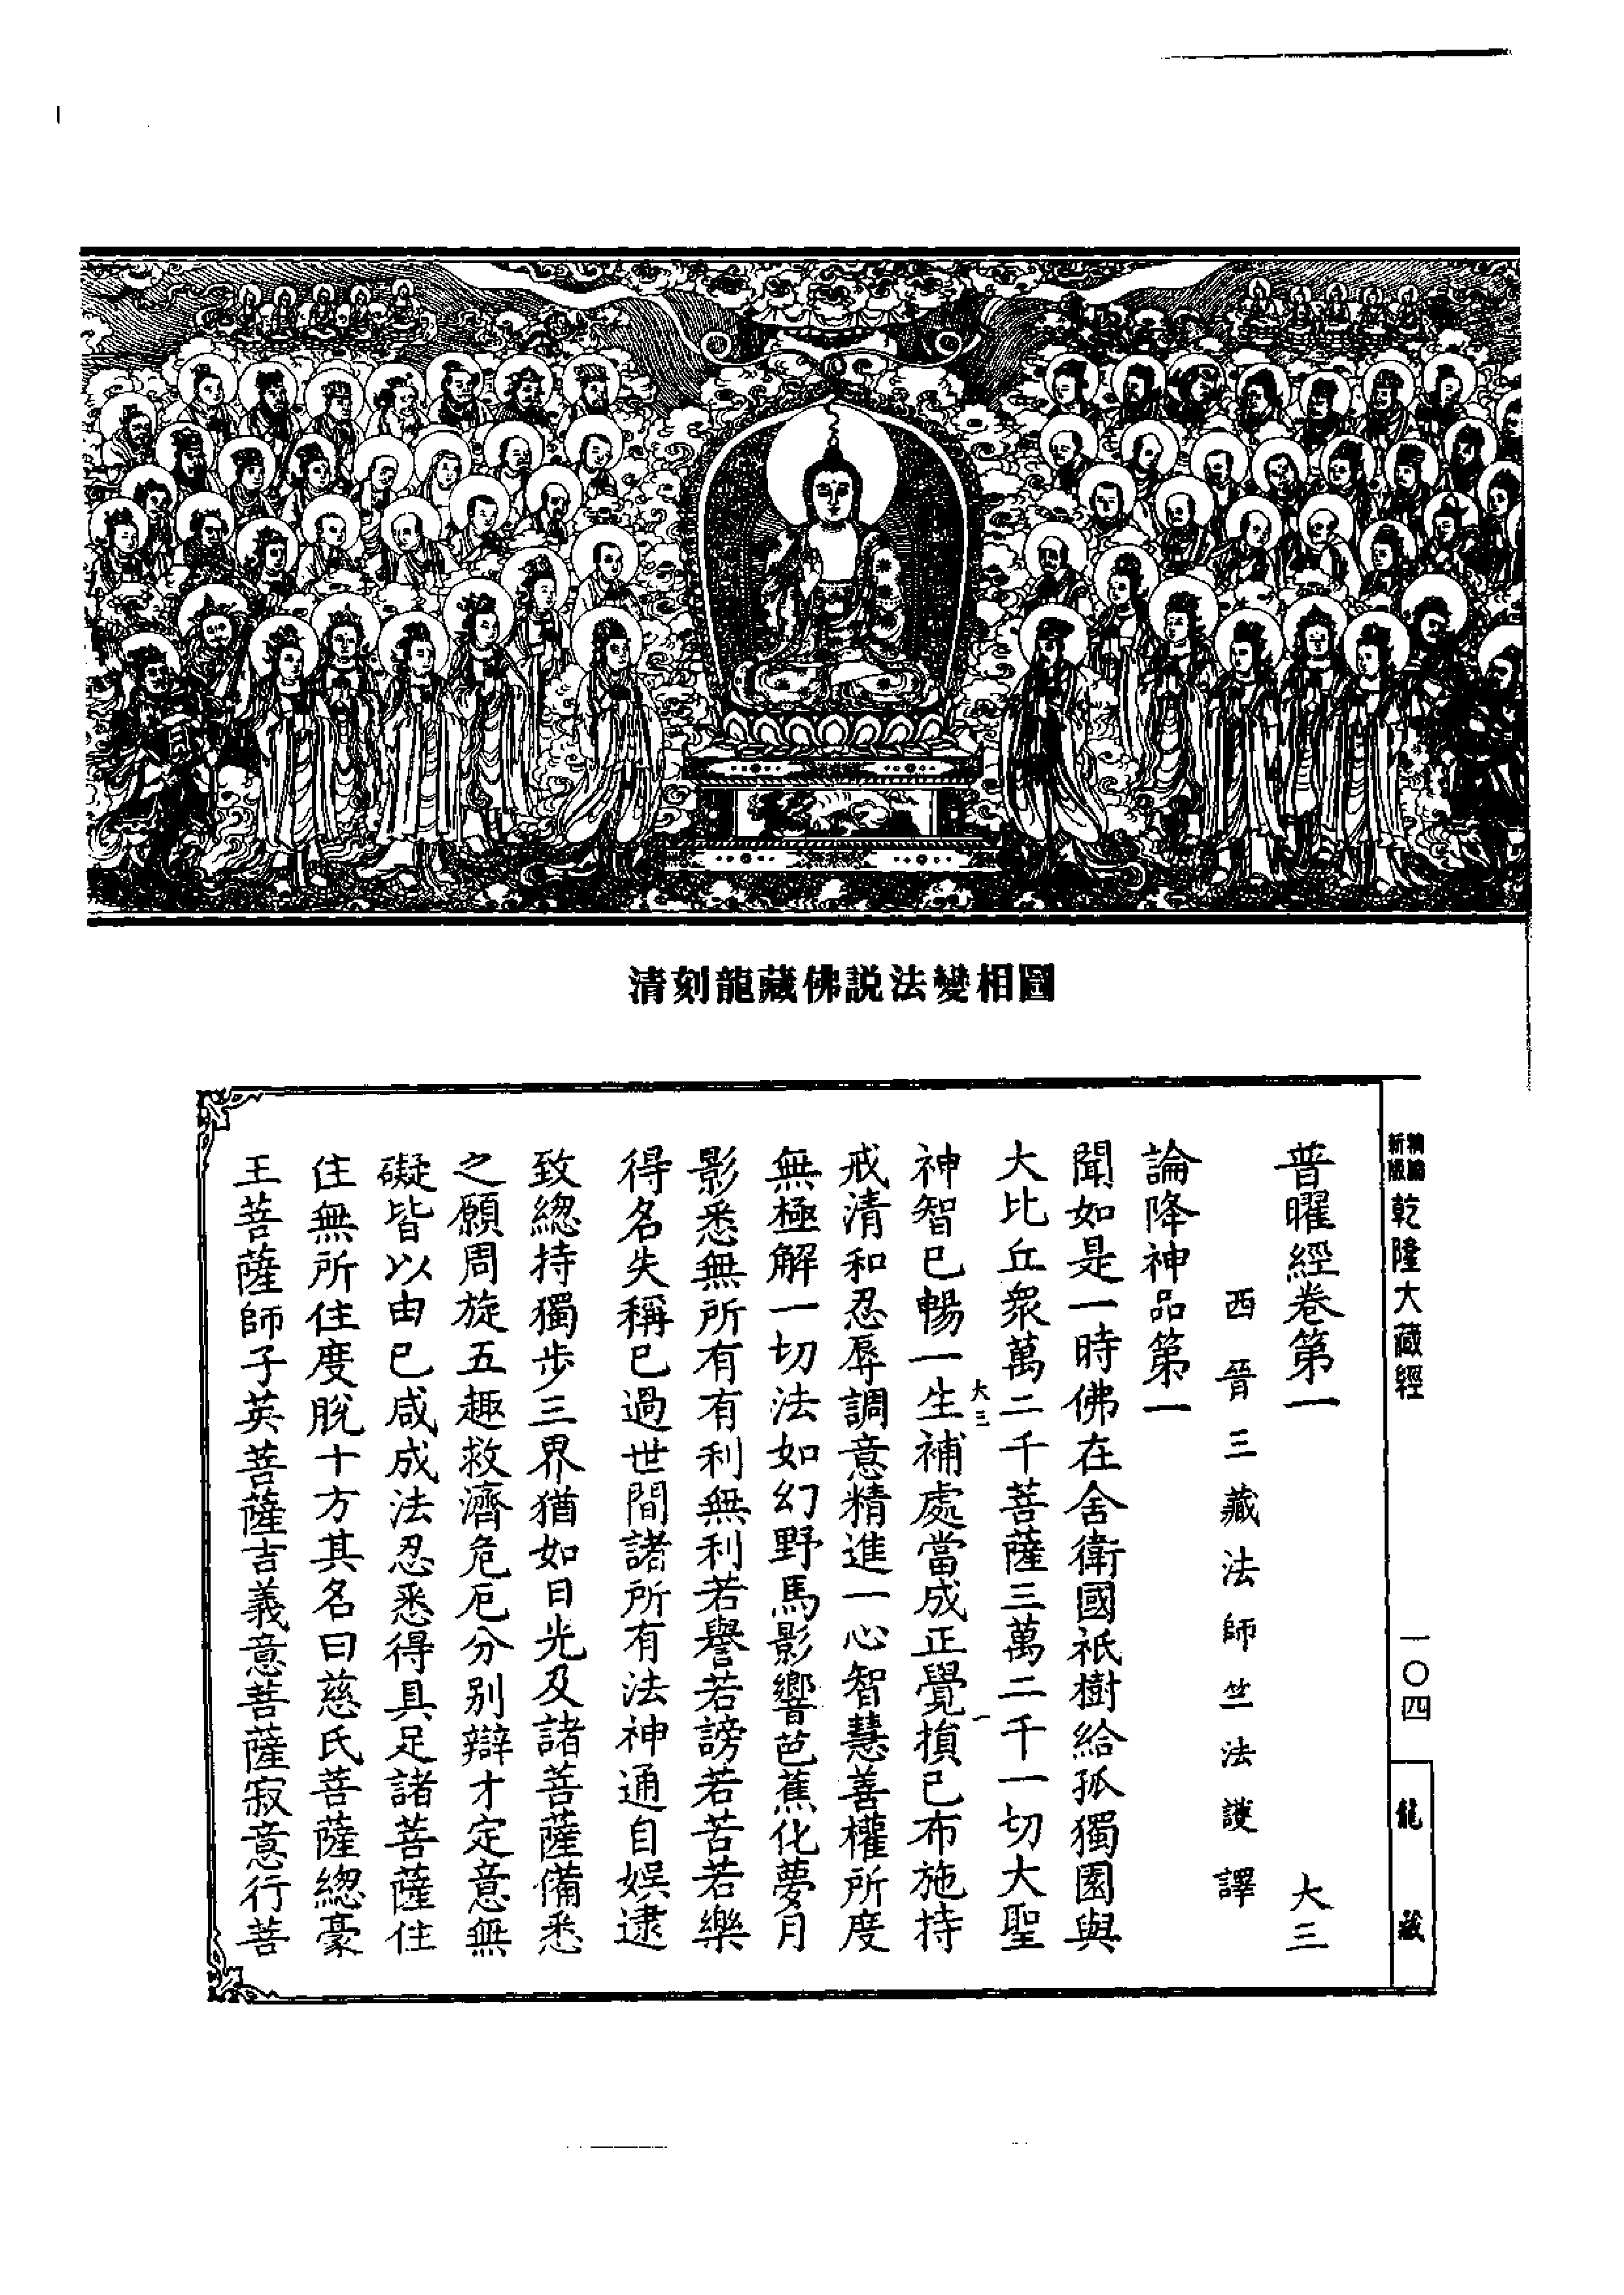 清刻龍藏佛説法變相圖
乾隆大藏經
一〇四
龍藏
普曜經卷第一 大三
西晉三藏法師竺法護譯
論降神品第一
聞如是一時佛在舍衛國祇樹給孤獨園與
大比丘衆萬二千菩薩三萬二千一切大聖
大三 一
神智已暢一生補處當成正覺損已布施持
戒清和忍辱調意精進一心智慧善權所度
無極解一切法如幻野馬影響芭蕉化夢月
影悉無所有有利無利若譽若謗若苦若樂
得名失稱已過世間諸所有法神通自娛逮
致緫持獨步三界猶如日光及諸菩薩備悉
之願周旋五趣救濟危厄分别辯才定意無
礙皆以由已咸成法忍悉得具足諸菩薩住
住無所住度脫十方其名曰慈氏菩薩緫豪
王菩薩師子英菩薩吉義意菩薩寂意行菩